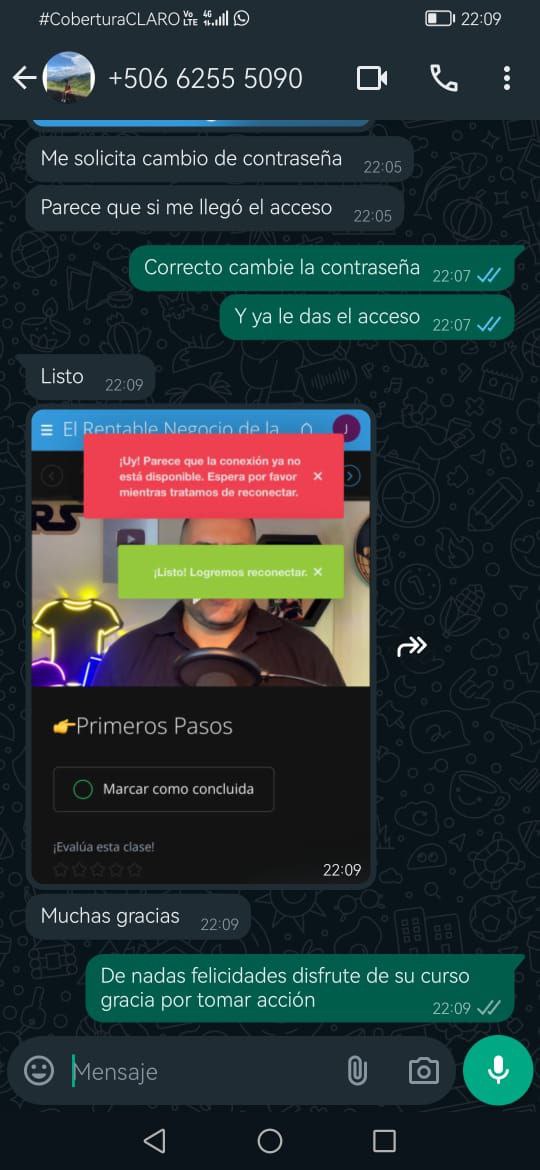 #CoberturaCLARO Vo LTE 4G 22:09
+506 6255 5090
Me solicita cambio de contraseña 22:05
Parece que si me llegó el acceso 22:05
Correcto cambie la contraseña 22:07
Y ya le das el acceso 22:07
Listo 22:09
El Rentable Negocio de la J
¡Uy! Parece que la conexión ya no
está disponible. Espera por favor
mientras tratamos de reconectar.
RS
¡Listo! Logremos reconectar.
👉Primeros Pasos
Marcar como concluida
¡Evalúa esta clase!
22:09
Muchas gracias 22:09
De nadas felicidades disfrute de su curso
gracia por tomar acción 22:09
Mensaje